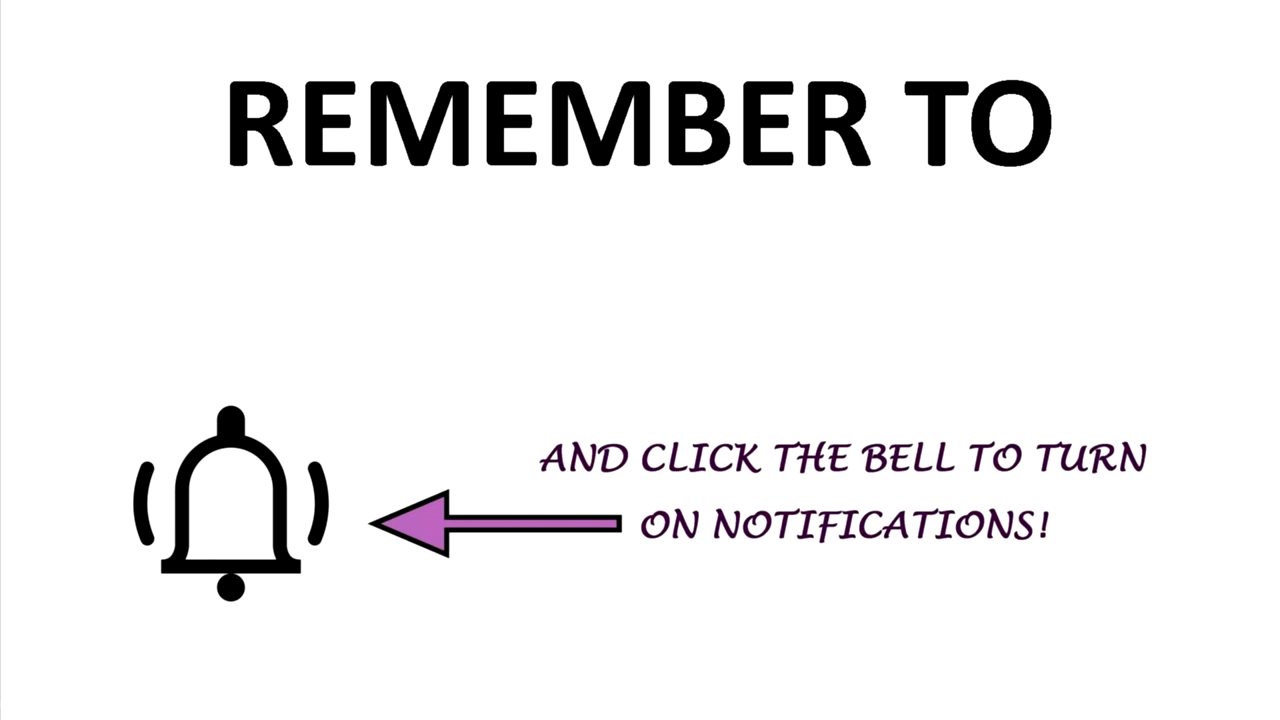 REMEMBER TO
AND CLICK THE BELL TO TURN
ON NOTIFICATIONS!